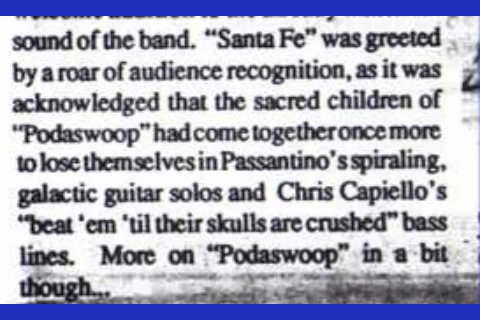 sound of the band. “Santa Fe” was greeted
by a roar of audience recognition, as it was
acknowledged that the sacred children of
“Podaswoop” had come together once more
to lose themselves in Passantino’s spiraling,
galactic guitar solos and Chris Capiello’s
“beat ‘em ‘til their skulls are crushed” bass
lines. More on “Podaswoop” in a bit
though...